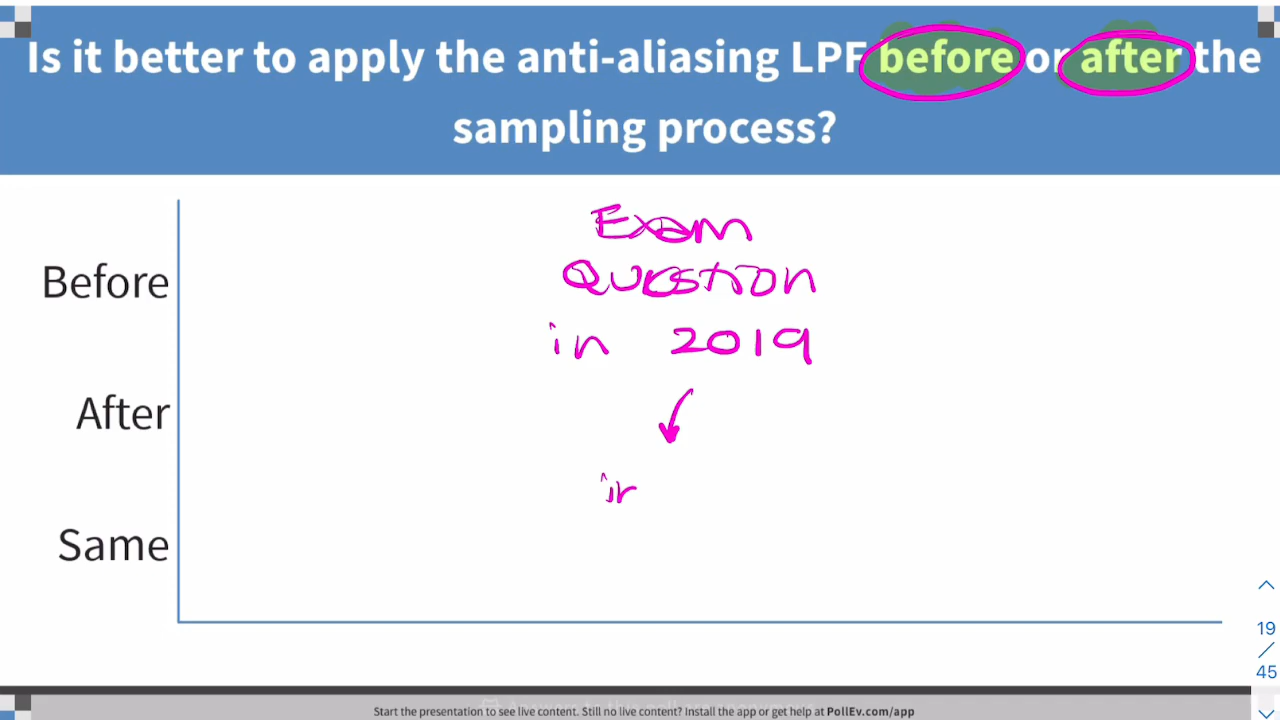 Is it better to apply the anti-aliasing LPF before or after the
sampling process?
Exam
Question
in 2019
Before
After
Same
19
/
45
Start the presentation to see live content. Still no live content? Install the app or get help at PollEv.com/app